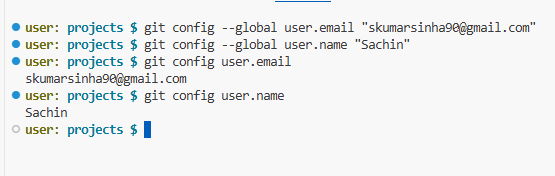 user: projects $ git config --global user.email "skumarsinha90@gmail.com"
user: projects $ git config --global user.name "Sachin"
user: projects $ git config user.email
skumarsinha90@gmail.com
user: projects $ git config user.name
Sachin
user: projects $